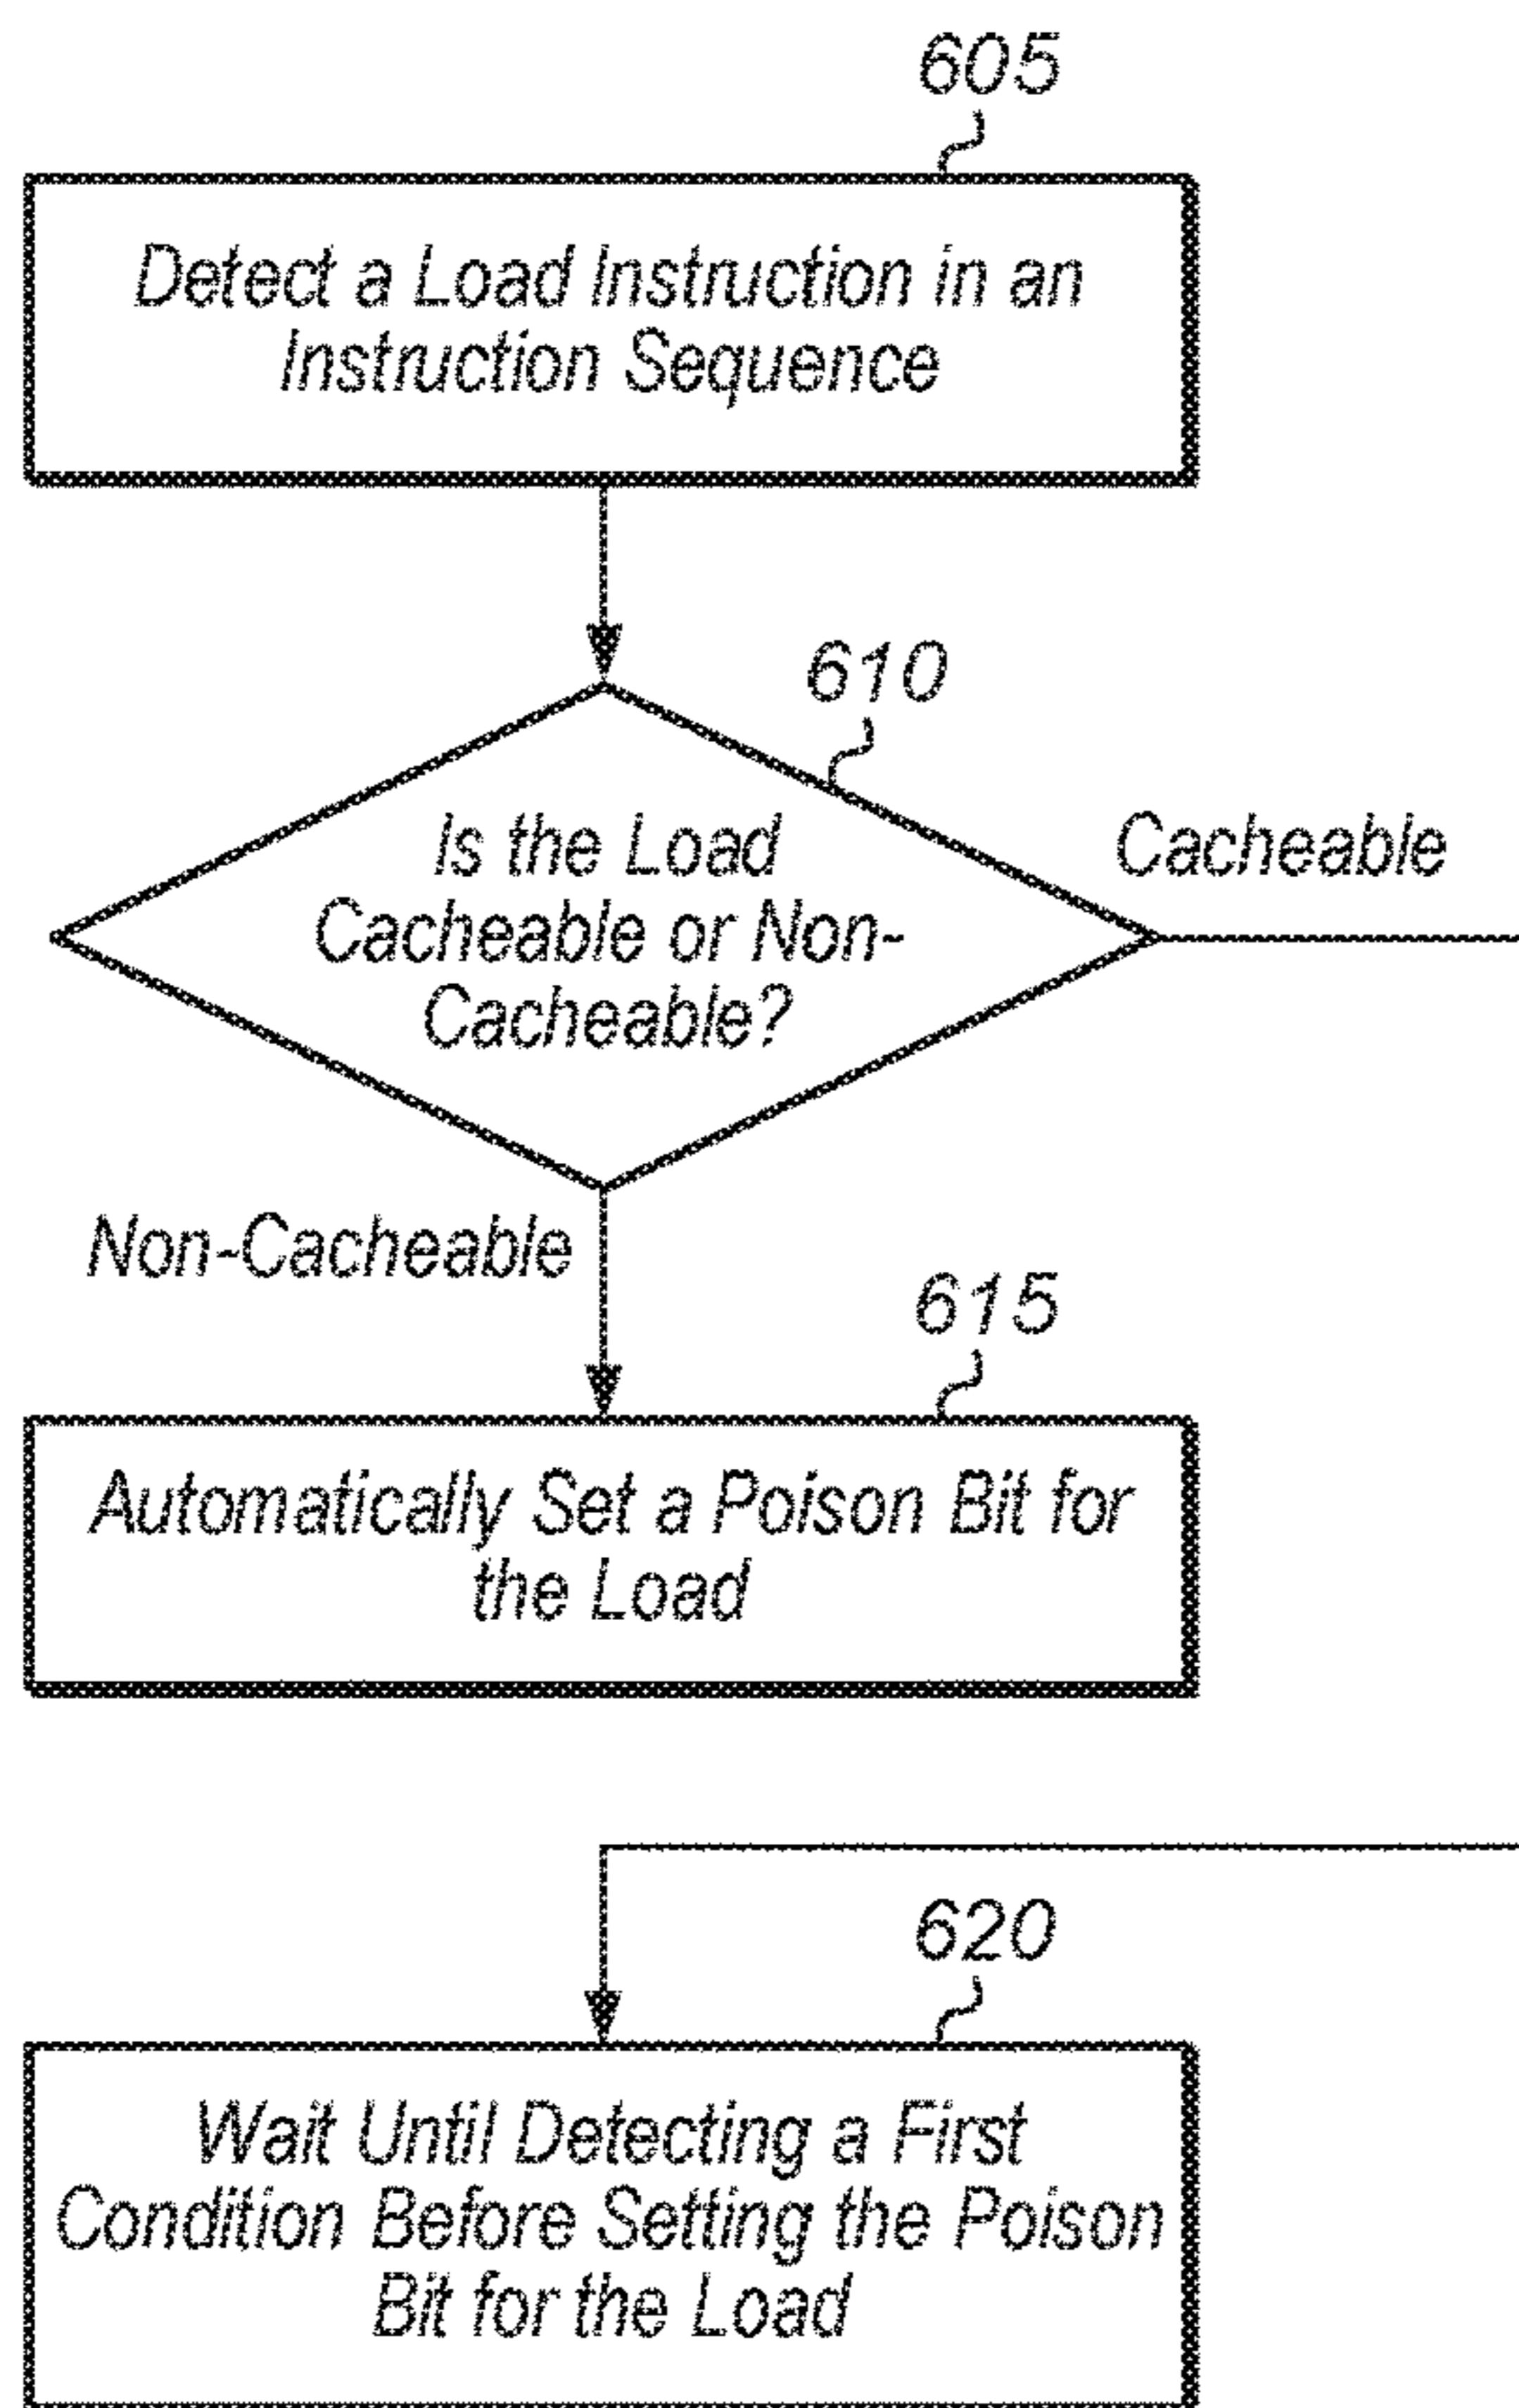 605
Detect a Load Instruction in an
Instruction Sequence
610
Is the Load
Cacheable or Non-
Cacheable?
Cacheable
Non-Cacheable
615
Automatically Set a Poison Bit for
the Load
620
Wait Until Detecting a First
Condition Before Setting the Poison
Bit for the Load